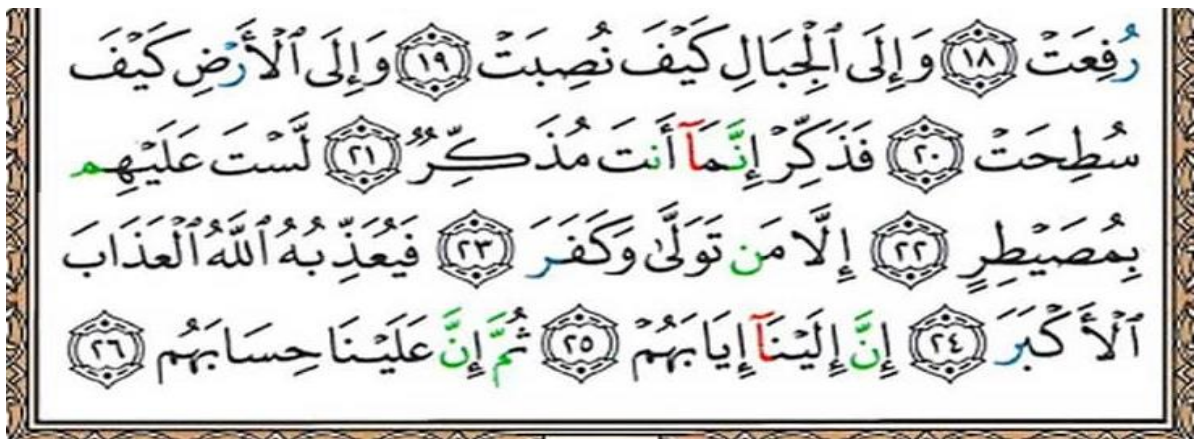 رُفِعَتۡ ١٨ وَإِلَى ٱلۡجِبَالِ كَيۡفَ نُصِبَتۡ ١٩ وَإِلَى ٱلۡأَرۡضِ كَيۡفَ
سُطِحَتۡ ٢٠ فَذَكِّرۡ إِنَّمَآ أَنتَ مُذَكِّرٞ ٢١ لَّسۡتَ عَلَيۡهِم
بِمُصَيۡطِرٍ ٢٢ إِلَّا مَن تَوَلَّىٰ وَكَفَرَ ٢٣ فَيُعَذِّبُهُ ٱللَّهُ ٱلۡعَذَابَ
ٱلۡأَكۡبَرَ ٢٤ إِنَّ إِلَيۡنَآ إِيَابَهُمۡ ٢٥ ثُمَّ إِنَّ عَلَيۡنَا حِسَابَهُم ٢٦